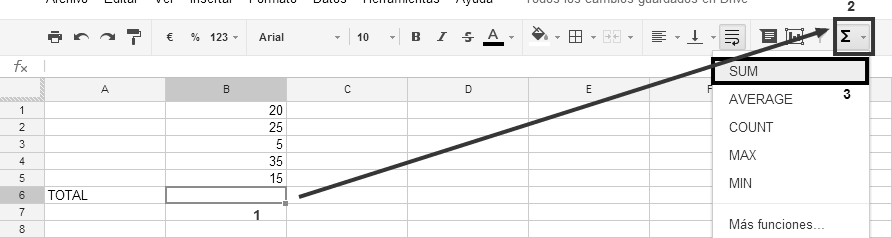 Archivo Editar Ver Insertar Formato Datos Herramientas Ayuda Todos los cambios guardados en Drive
2
€ % 123 Arial 10 B I S A Σ
fx
SUM
A B C D E F
AVERAGE 3
1 20
2 25
COUNT
3 5
4 35
MAX
5 15
MIN
6 TOTAL
7 1
8
Más funciones...